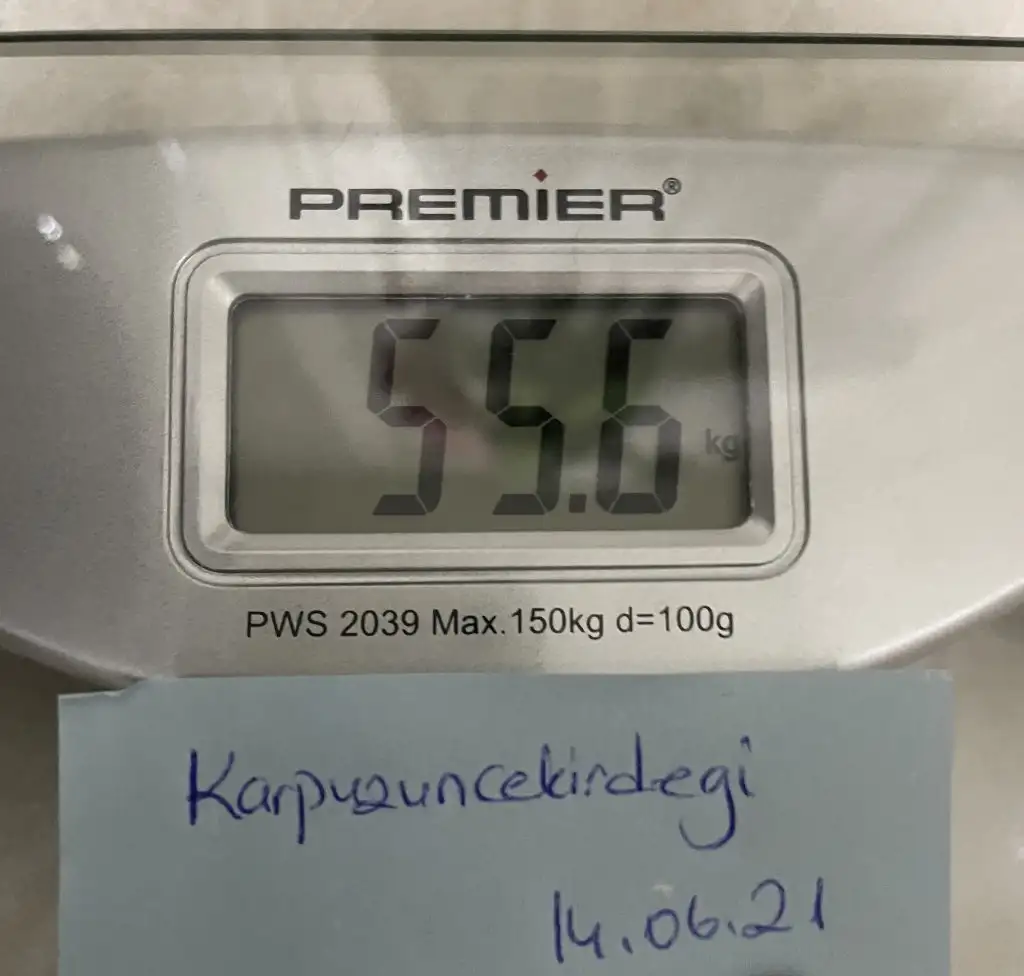 PREMIER®
55.6 kg
PWS 2039 Max.150kg d=100g
Karpuzuncekirdegi
14.06.21